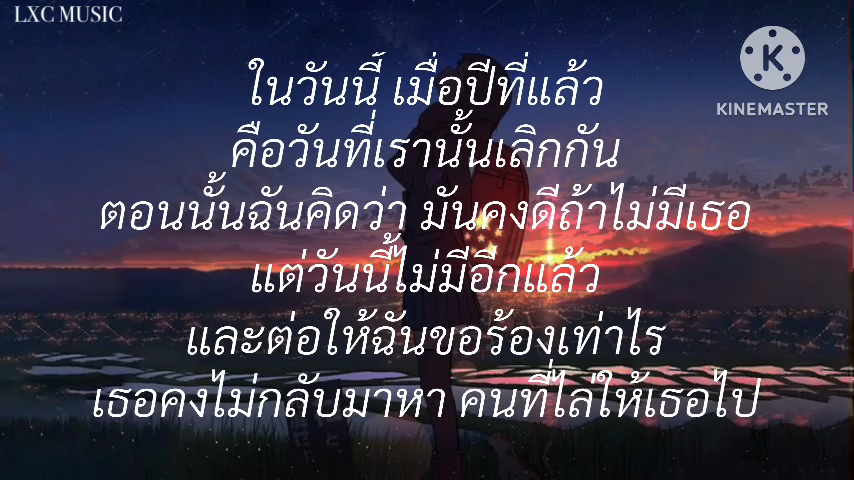 LXC MUSIC
KINEMASTER
ในวันนี้ เมื่อปีที่แล้ว
คือวันที่เรานั้นเลิกกัน
ตอนนั้นฉันคิดว่า มันคงดีถ้าไม่มีเธอ
แต่วันนี้ไม่มีอีกแล้ว
และต่อให้ฉันขอร้องเท่าไร
เธอคงไม่กลับมาหา คนที่ไล่ให้เธอไป